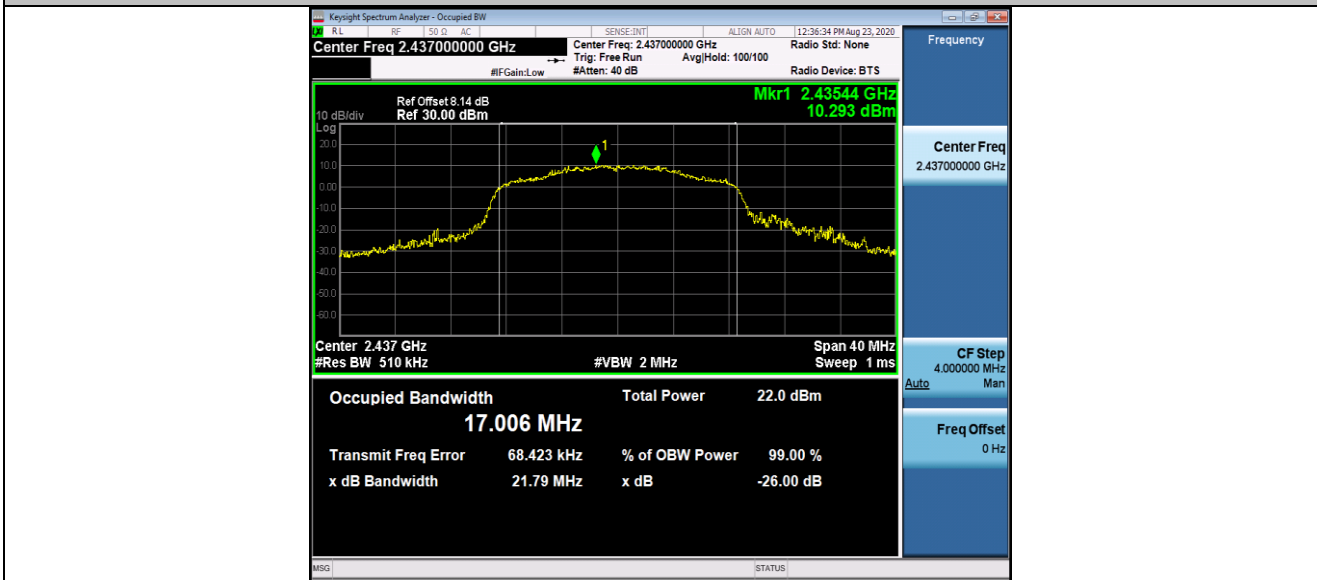 Keysight Spectrum Analyzer - Occupied BW
RL RF 50 Ω AC SENSE:INT ALIGN AUTO 12:36:34 PM Aug 23, 2020
Center Freq 2.437000000 GHz
Center Freq: 2.437000000 GHz Radio Std: None
Trig: Free Run Avg|Hold: 100/100
#IFGain:Low #Atten: 40 dB Radio Device: BTS
Frequency
Mkr1 2.43544 GHz
10.293 dBm
Ref Offset 8.14 dB
10 dB/div Ref 30.00 dBm
Log
20.0
10.0
0.00
-10.0
-20.0
-30.0
-40.0
-50.0
-60.0
1
Center 2.437 GHz Span 40 MHz
#Res BW 510 kHz #VBW 2 MHz Sweep 1 ms
Occupied Bandwidth Total Power 22.0 dBm
17.006 MHz
Transmit Freq Error 68.423 kHz % of OBW Power 99.00 %
x dB Bandwidth 21.79 MHz x dB -26.00 dB
Center Freq
2.437000000 GHz
CF Step
4.000000 MHz
Auto Man
Freq Offset
0 Hz
MSG STATUS